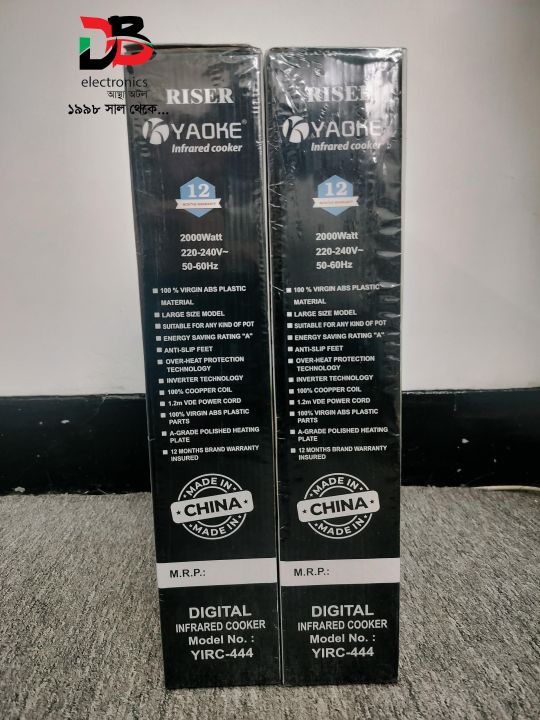 DB
electronics
আস্থা অটল
১৯৯৮ সাল থেকে...
RISER
YAOKE®
Infrared cooker
12
MONTHS WARRANTY
2000Watt
220-240V~
50-60Hz
100 % VIRGIN ABS PLASTIC
MATERIAL
LARGE SIZE MODEL
SUITABLE FOR ANY KIND OF POT
ENERGY SAVING RATING "A"
ANTI-SLIP FEET
OVER-HEAT PROTECTION
TECHNOLOGY
INVERTER TECHNOLOGY
100% COOPPER COIL
1.2m VDE POWER CORD
100% VIRGIN ABS PLASTIC
PARTS
A-GRADE POLISHED HEATING
PLATE
12 MONTHS BRAND WARRANTY
INSURED
MADE IN
CHINA
MADE IN
M.R.P.:
DIGITAL
INFRARED COOKER
Model No. :
YIRC-444
RISER
YAOKE
Infrared cooker
12
MONTHS WARRANTY
2000Watt
220-240V~
50-60Hz
100 % VIRGIN ABS PLASTIC
MATERIAL
LARGE SIZE MODEL
SUITABLE FOR ANY KIND OF POT
ENERGY SAVING RATING "A"
ANTI-SLIP FEET
OVER-HEAT PROTECTION
TECHNOLOGY
INVERTER TECHNOLOGY
100% COOPPER COIL
1.2m VDE POWER CORD
100% VIRGIN ABS PLASTIC
PARTS
A-GRADE POLISHED HEATING
PLATE
12 MONTHS BRAND WARRANTY
INSURED
MADE IN
CHINA
MADE IN
M.R.P.:
DIGITAL
INFRARED COOKER
Model No. :
YIRC-444